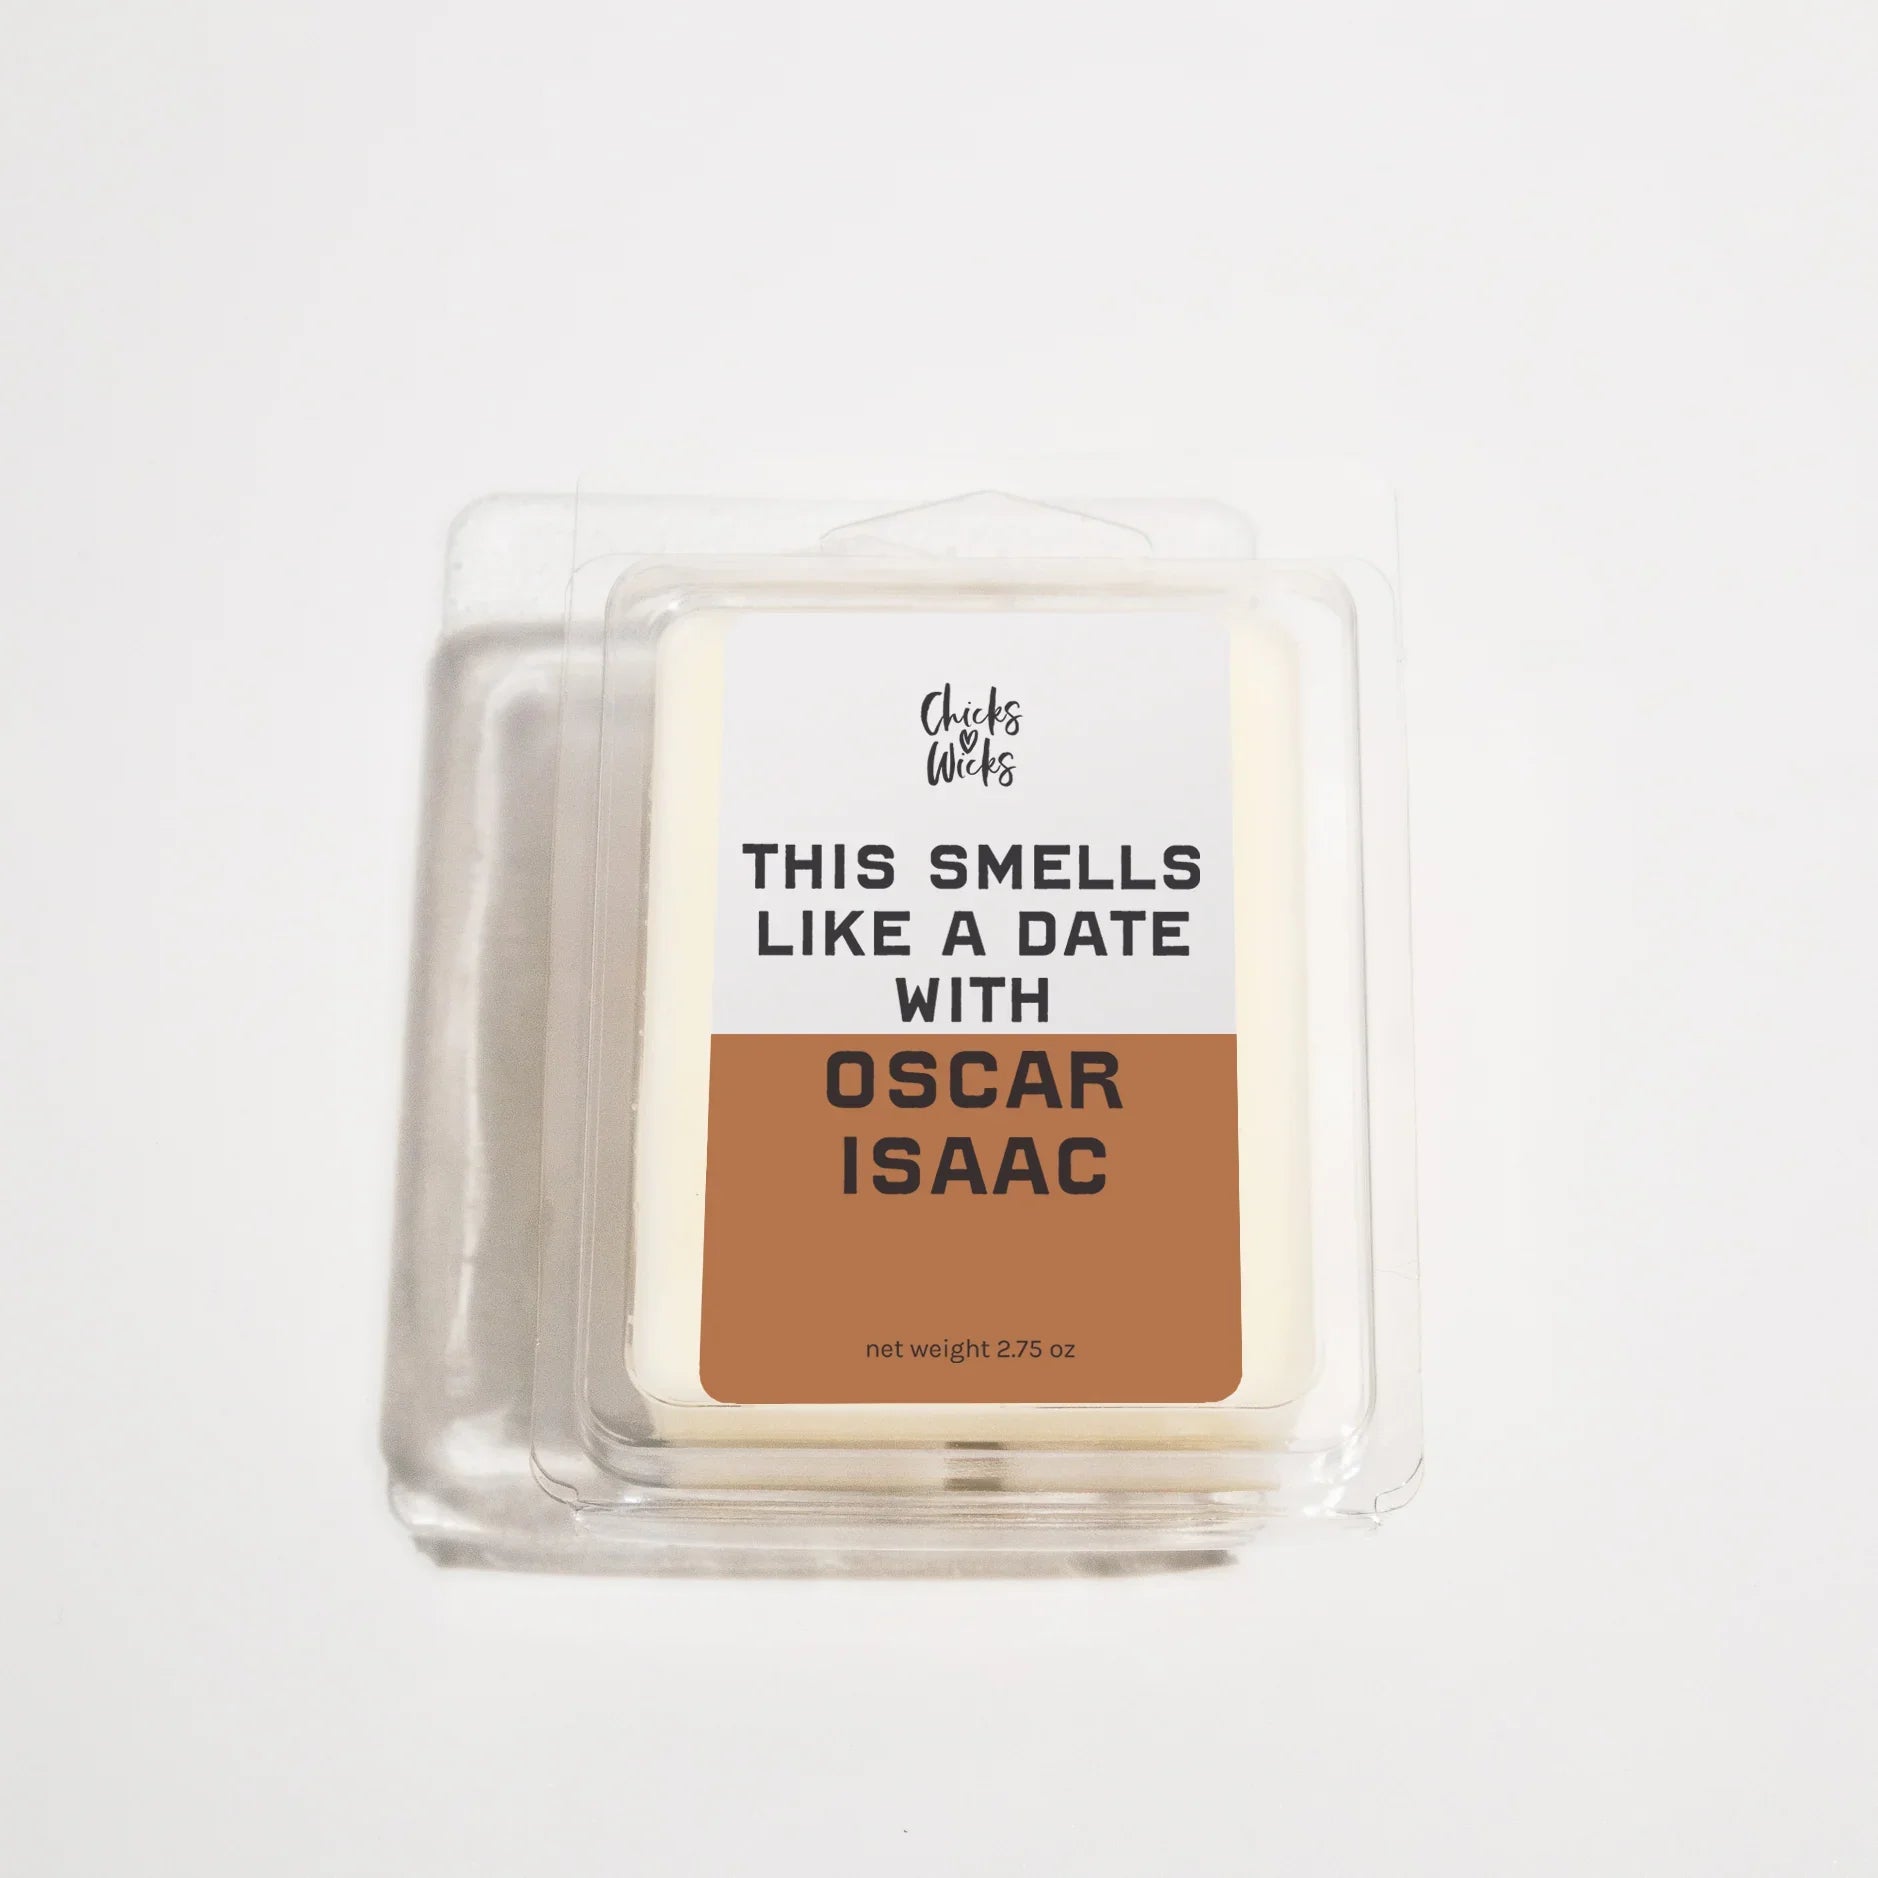 Chicks
Wicks
THIS SMELLS
LIKE A DATE
WITH
OSCAR
ISAAC
net weight 2.75 oz